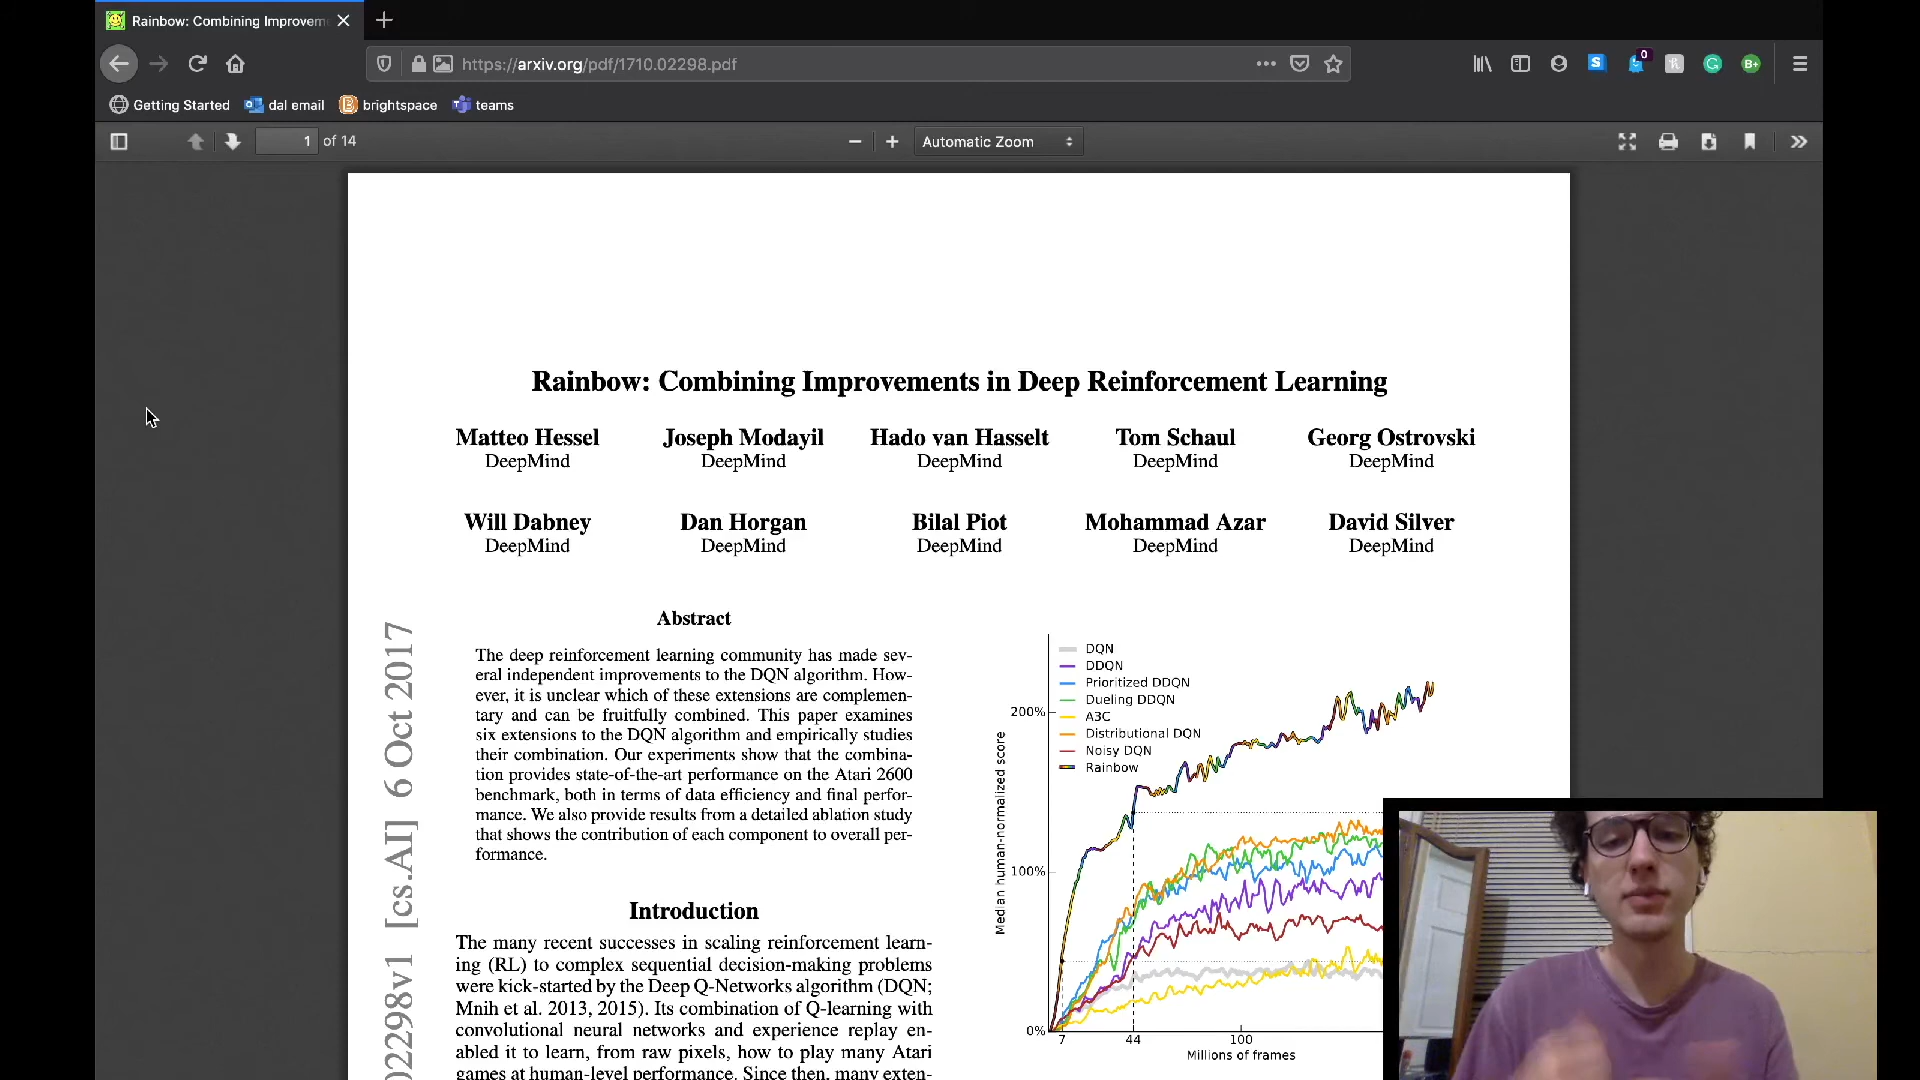 Rainbow: Combining Improvem
https://arxiv.org/pdf/1710.02298.pdf
0
S
B+
Getting Started
dal email
brightspace
teams
1 of 14
Automatic Zoom
Rainbow: Combining Improvements in Deep Reinforcement Learning
Matteo Hessel Joseph Modayil Hado van Hasselt Tom Schaul Georg Ostrovski
DeepMind DeepMind DeepMind DeepMind DeepMind
Will Dabney Dan Horgan Bilal Piot Mohammad Azar David Silver
DeepMind DeepMind DeepMind DeepMind DeepMind
02298v1 [cs.AI] 6 Oct 2017
Abstract
The deep reinforcement learning community has made sev-
eral independent improvements to the DQN algorithm. How-
ever, it is unclear which of these extensions are complemen-
tary and can be fruitfully combined. This paper examines
six extensions to the DQN algorithm and empirically studies
their combination. Our experiments show that the combina-
tion provides state-of-the-art performance on the Atari 2600
benchmark, both in terms of data efficiency and final perfor-
mance. We also provide results from a detailed ablation study
that shows the contribution of each component to overall per-
formance.
Introduction
The many recent successes in scaling reinforcement learn-
ing (RL) to complex sequential decision-making problems
were kick-started by the Deep Q-Networks algorithm (DQN;
Mnih et al. 2013, 2015). Its combination of Q-learning with
convolutional neural networks and experience replay en-
abled it to learn, from raw pixels, how to play many Atari
games at human-level performance. Since then, many exten-
DQN
DDQN
Prioritized DDQN
Dueling DDQN
A3C
Distributional DQN
Noisy DQN
Rainbow
Median human-normalized score
200%
100%
0%
7 44 100
Millions of frames